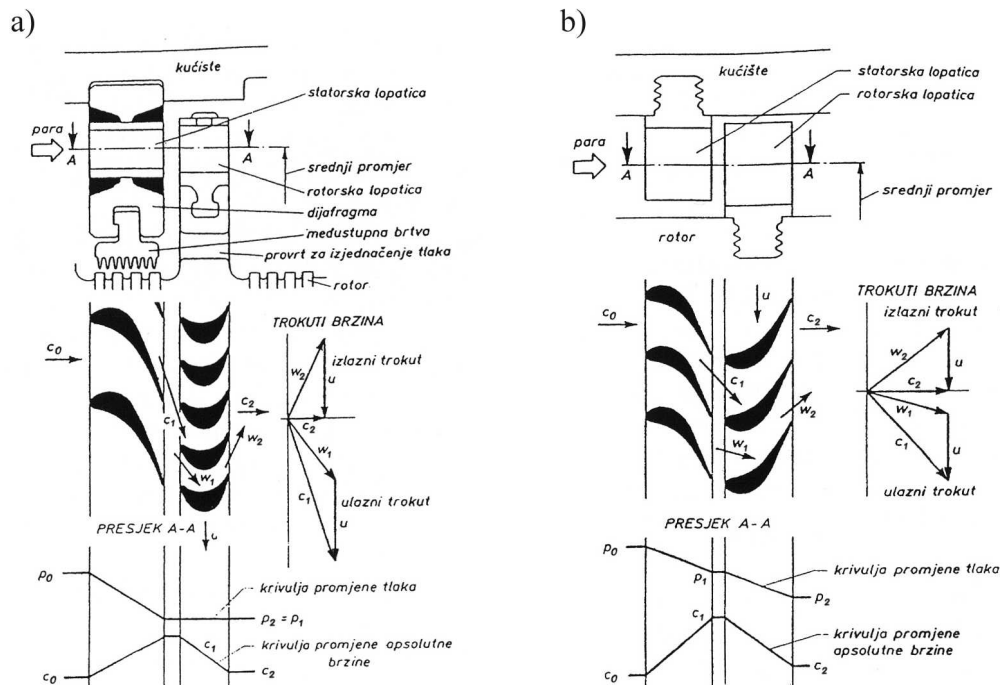 a)
kućište
statorska lopatica
para
A
A
srednji promjer
rotorska lopatica
dijafragma
međustupna brtva
provrt za izjednačenje tlaka
rotor
TROKUTI BRZINA
izlazni trokut
c₀
w₂
u
c₁
c₂
c₂
w₂
w₁
w₁
c₁
u
ulazni trokut
PRESJEK A-A
u
p₀
krivulja promjene tlaka
p₂ = p₁
c₁
krivulja promjene apsolutne
brzine
c₀
c₂
b)
kućište
statorska lopatica
rotorska lopatica
para
A
A
srednji promjer
rotor
u
TROKUTI BRZINA
izlazni trokut
c₀
c₂
w₂
u
c₁
c₂
w₂
w₁
w₁
c₁
u
ulazni trokut
PRESJEK A-A
p₀
p₁
krivulja promjene tlaka
p₂
c₁
krivulja promjene
apsolutne brzine
c₀
c₂